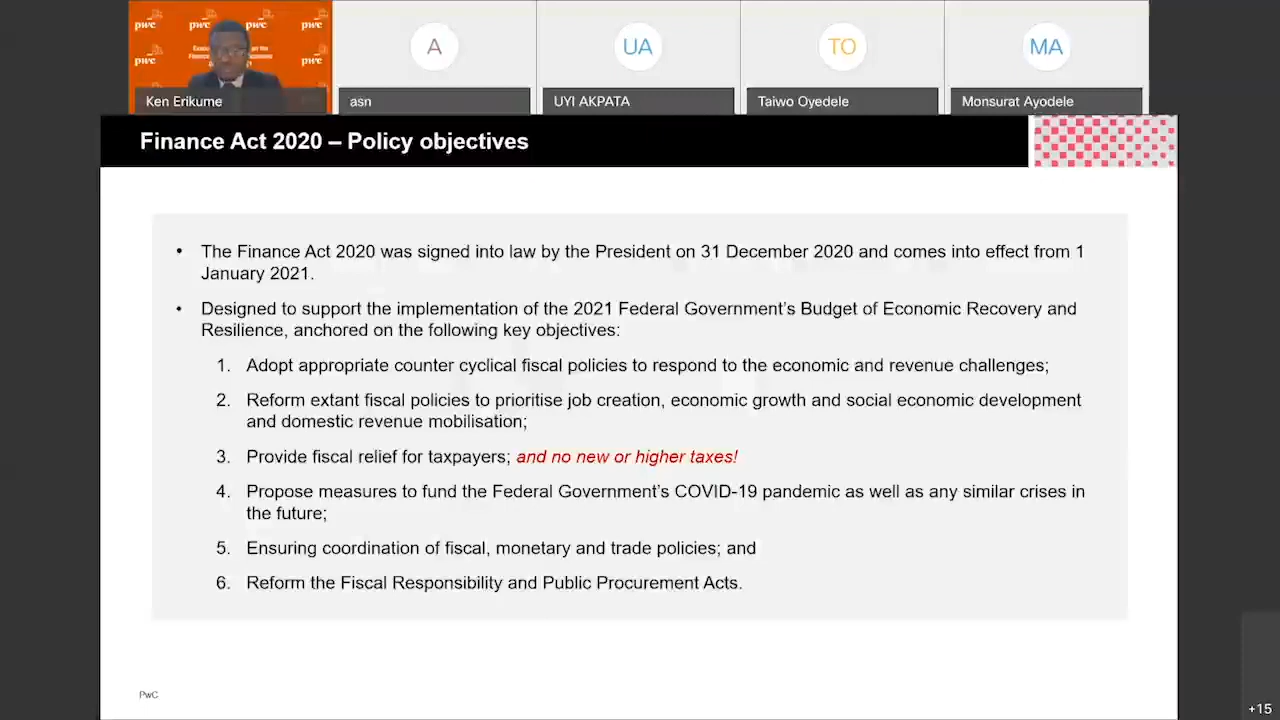 pwc pwc pwc pwc
pwc pwc
Ken Erikume
A
asn
UA
UYI AKPATA
TO
Taiwo Oyedele
MA
Monsurat Ayodele
Finance Act 2020 – Policy objectives
• The Finance Act 2020 was signed into law by the President on 31 December 2020 and comes into effect from 1
January 2021.
• Designed to support the implementation of the 2021 Federal Government’s Budget of Economic Recovery and
Resilience, anchored on the following key objectives:
1. Adopt appropriate counter cyclical fiscal policies to respond to the economic and revenue challenges;
2. Reform extant fiscal policies to prioritise job creation, economic growth and social economic development
and domestic revenue mobilisation;
3. Provide fiscal relief for taxpayers; and no new or higher taxes!
4. Propose measures to fund the Federal Government’s COVID-19 pandemic as well as any similar crises in
the future;
5. Ensuring coordination of fiscal, monetary and trade policies; and
6. Reform the Fiscal Responsibility and Public Procurement Acts.
PwC
+15